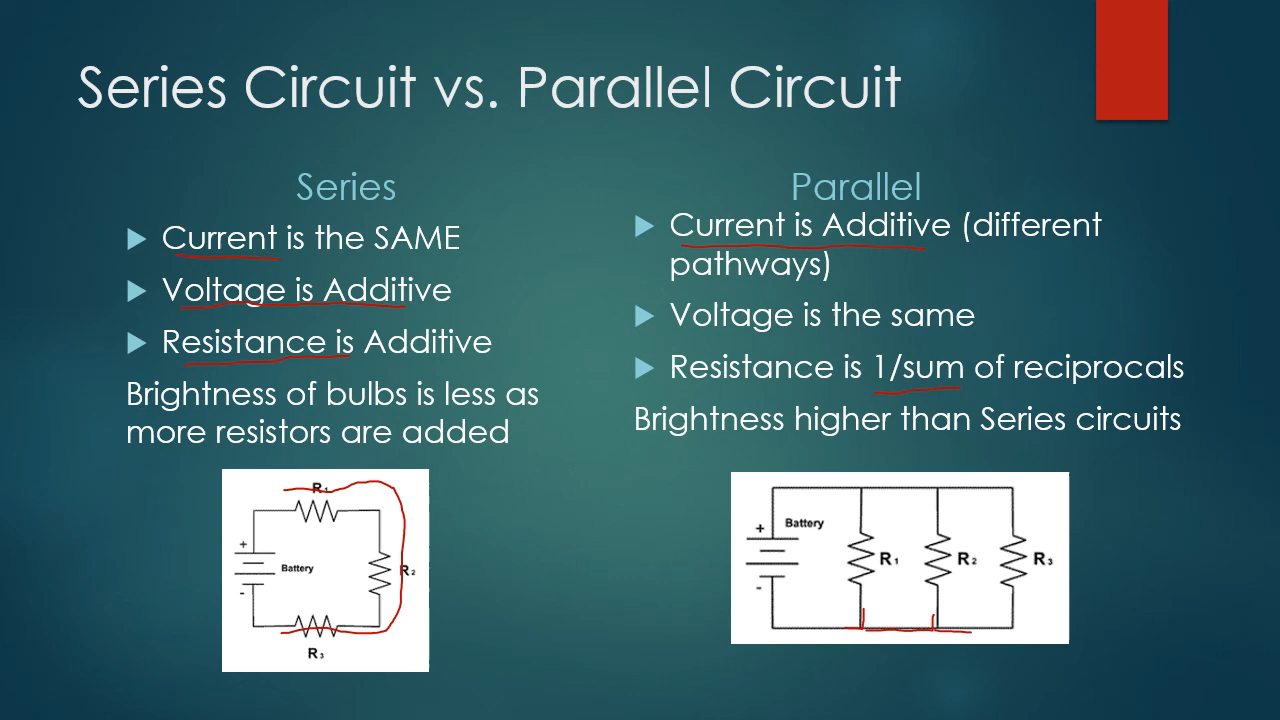 Series Circuit vs. Parallel Circuit
Series
Current is the SAME
Voltage is Additive
Resistance is Additive
Brightness of bulbs is less as
more resistors are added
R1
+
Battery
R2
-
R3
Parallel
Current is Additive (different
pathways)
Voltage is the same
Resistance is 1/sum of reciprocals
Brightness higher than Series circuits
+ Battery
R1 R2 R3
-